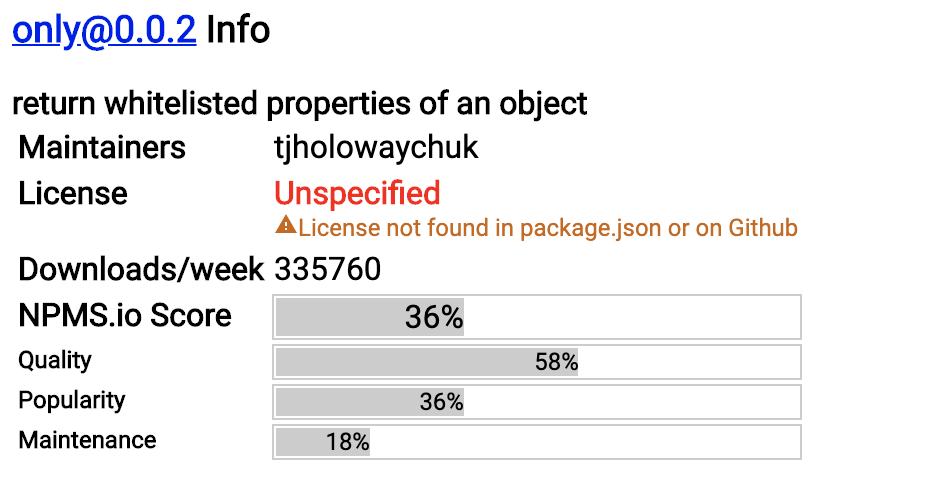 only@0.0.2 Info
return whitelisted properties of an object
Maintainers tjholowaychuk
License Unspecified
License not found in package.json or on Github
Downloads/week 335760
NPMS.io Score 36%
Quality 58%
Popularity 36%
Maintenance 18%